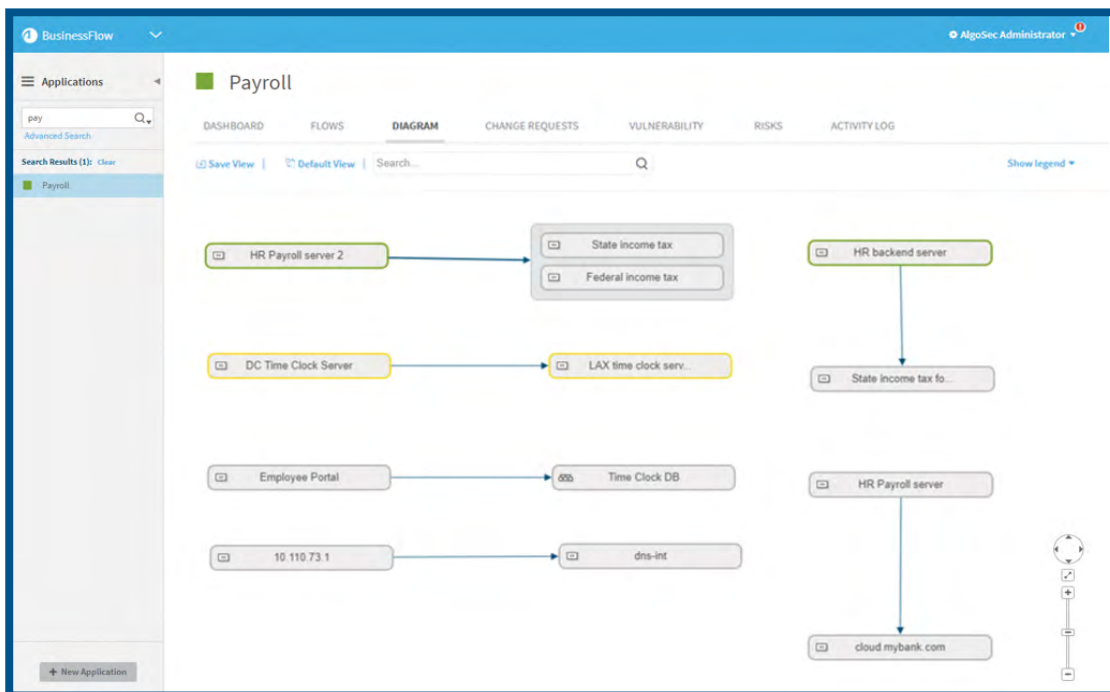 BusinessFlow
AlgoSec Administrator
Applications
pay
Advanced Search
Search Results (1): Clear
Payroll
Payroll
DASHBOARD FLOWS DIAGRAM CHANGE REQUESTS VULNERABILITY RISKS ACTIVITY LOG
Save View | Default View | Search... Show legend
HR Payroll server 2
State income tax
Federal income tax
HR backend server
DC Time Clock Server
LAX time clock serv...
State income tax fo...
Employee Portal
Time Clock DB
HR Payroll server
10.110.73.1
dns-int
cloud.mybank.com
+ New Application